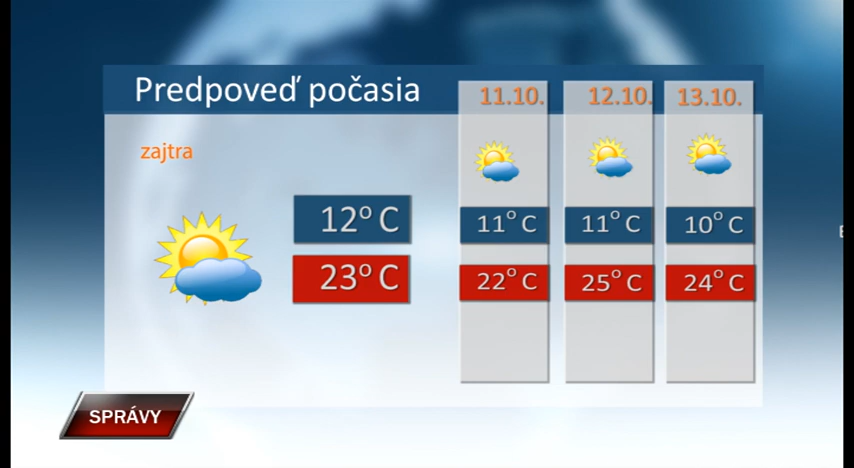 Predpoveď počasia
zajtra
12° C
23° C
11.10.
11° C
22° C
12.10.
11° C
25° C
13.10.
10° C
24° C
SPRÁVY